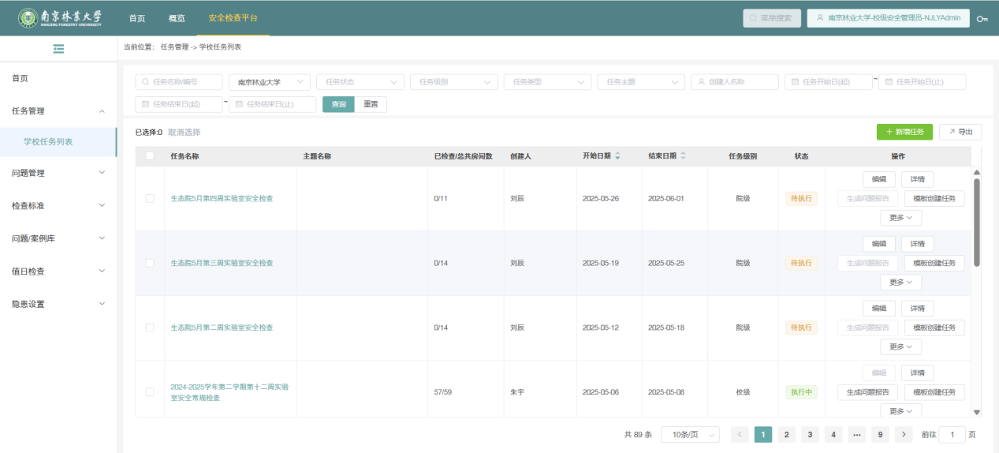 南京林业大学
NANJING FORESTRY UNIVERSITY
首页
概览
安全检查平台
菜单搜索
南京林业大学-校级安全管理员-NJLYAdmin
当前位置: 任务管理 -> 学校任务列表
首页
任务管理
学校任务列表
问题管理
检查标准
问题/案例库
值日检查
隐患设置
任务名称/编号
南京林业大学
任务状态
任务级别
任务类型
任务主题
创建人名称
任务开始日(起) ~ 任务开始日(止)
任务结束日(起) ~ 任务结束日(止)
查询
重置
已选择:0 取消选择
+ 新增任务
导出
任务名称 主题名称 已检查/总共房间数 创建人 开始日期 结束日期 任务级别 状态 操作
生态院5月第四周实验室安全检查 0/11 刘辰 2025-05-26 2025-06-01 院级 待执行
编辑 详情
生成问题报告 模板创建任务
更多
生态院5月第三周实验室安全检查 0/14 刘辰 2025-05-19 2025-05-25 院级 待执行
编辑 详情
生成问题报告 模板创建任务
更多
生态院5月第二周实验室安全检查 0/14 刘辰 2025-05-12 2025-05-18 院级 待执行
编辑 详情
生成问题报告 模板创建任务
更多
2024-2025学年第二学期第十二周实验
室安全常规检查
57/59 朱宇 2025-05-06 2025-05-08 校级 执行中
编辑 详情
生成问题报告 模板创建任务
更多
共 89 条 10条/页 < 1 2 3 4 ••• 9 > 前往 1 页